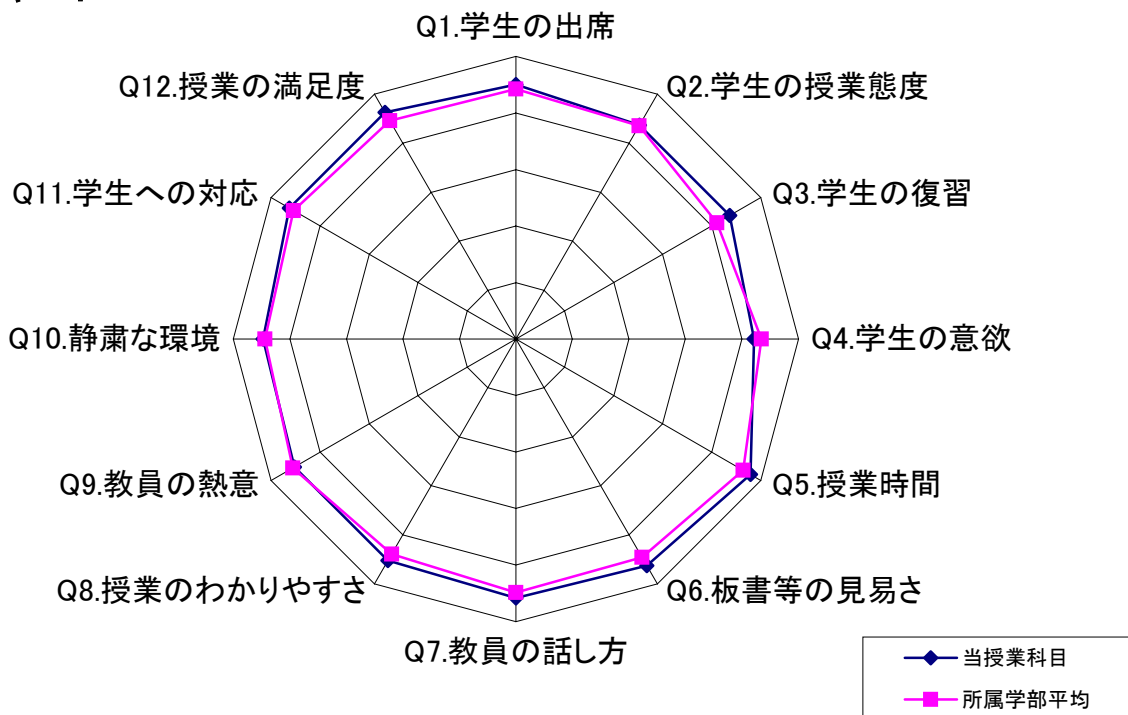 Q1.学生の出席
Q2.学生の授業態度
Q3.学生の復習
Q4.学生の意欲
Q5.授業時間
Q6.板書等の見易さ
Q7.教員の話し方
Q8.授業のわかりやすさ
Q9.教員の熱意
Q10.静粛な環境
Q11.学生への対応
Q12.授業の満足度
当授業科目
所属学部平均